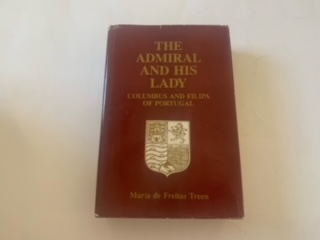 THE
ADMIRAL
AND HIS
LADY
COLUMBUS AND FILIPA
OF PORTUGAL
Maria de Freitas Treen